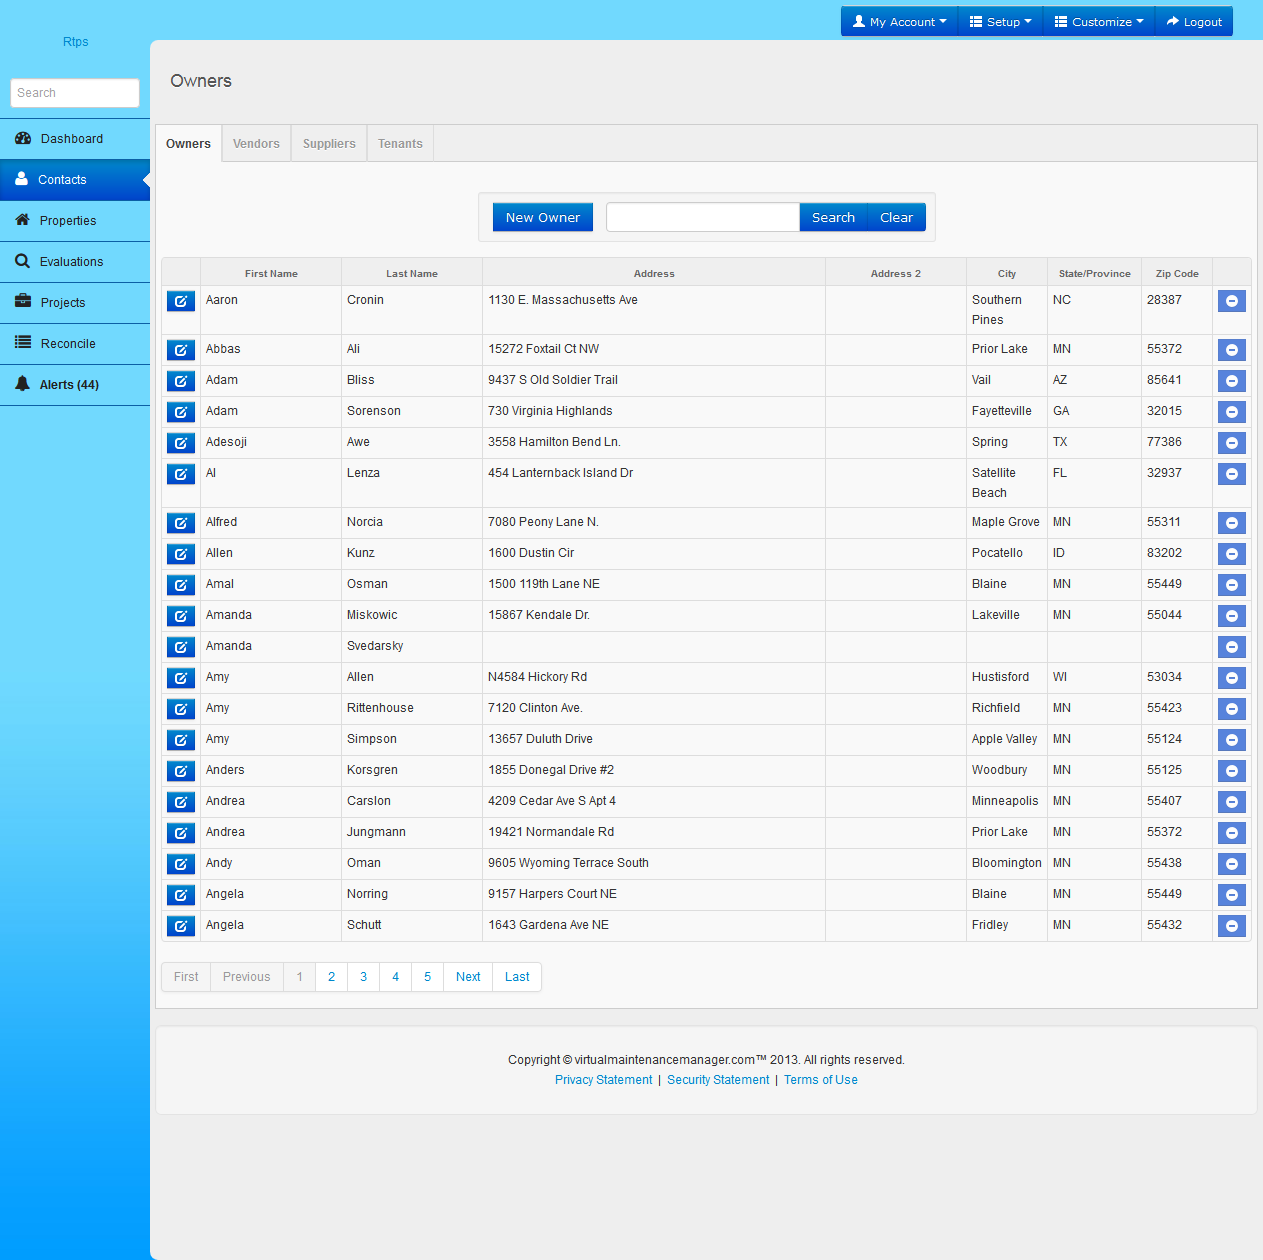 My Account Setup Customize Logout
Rtps
Search
Dashboard
Contacts
Properties
Evaluations
Projects
Reconcile
Alerts (44)
Owners
Owners Vendors Suppliers Tenants
New Owner Search Clear
First Name Last Name Address Address 2 City State/Province Zip Code
Aaron Cronin 1130 E. Massachusetts Ave Southern Pines NC 28387
Abbas Ali 15272 Foxtail Ct NW Prior Lake MN 55372
Adam Bliss 9437 S Old Soldier Trail Vail AZ 85641
Adam Sorenson 730 Virginia Highlands Fayetteville GA 32015
Adesoji Awe 3558 Hamilton Bend Ln. Spring TX 77386
Al Lenza 454 Lanternback Island Dr Satellite Beach FL 32937
Alfred Norcia 7080 Peony Lane N. Maple Grove MN 55311
Allen Kunz 1600 Dustin Cir Pocatello ID 83202
Amal Osman 1500 119th Lane NE Blaine MN 55449
Amanda Miskowic 15867 Kendale Dr. Lakeville MN 55044
Amanda Svedarsky
Amy Allen N4584 Hickory Rd Hustisford WI 53034
Amy Rittenhouse 7120 Clinton Ave. Richfield MN 55423
Amy Simpson 13657 Duluth Drive Apple Valley MN 55124
Anders Korsgren 1855 Donegal Drive #2 Woodbury MN 55125
Andrea Carslon 4209 Cedar Ave S Apt 4 Minneapolis MN 55407
Andrea Jungmann 19421 Normandale Rd Prior Lake MN 55372
Andy Oman 9605 Wyoming Terrace South Bloomington MN 55438
Angela Norring 9157 Harpers Court NE Blaine MN 55449
Angela Schutt 1643 Gardena Ave NE Fridley MN 55432
First Previous 1 2 3 4 5 Next Last
Copyright © virtualmaintenancemanager.com™ 2013. All rights reserved.
Privacy Statement | Security Statement | Terms of Use